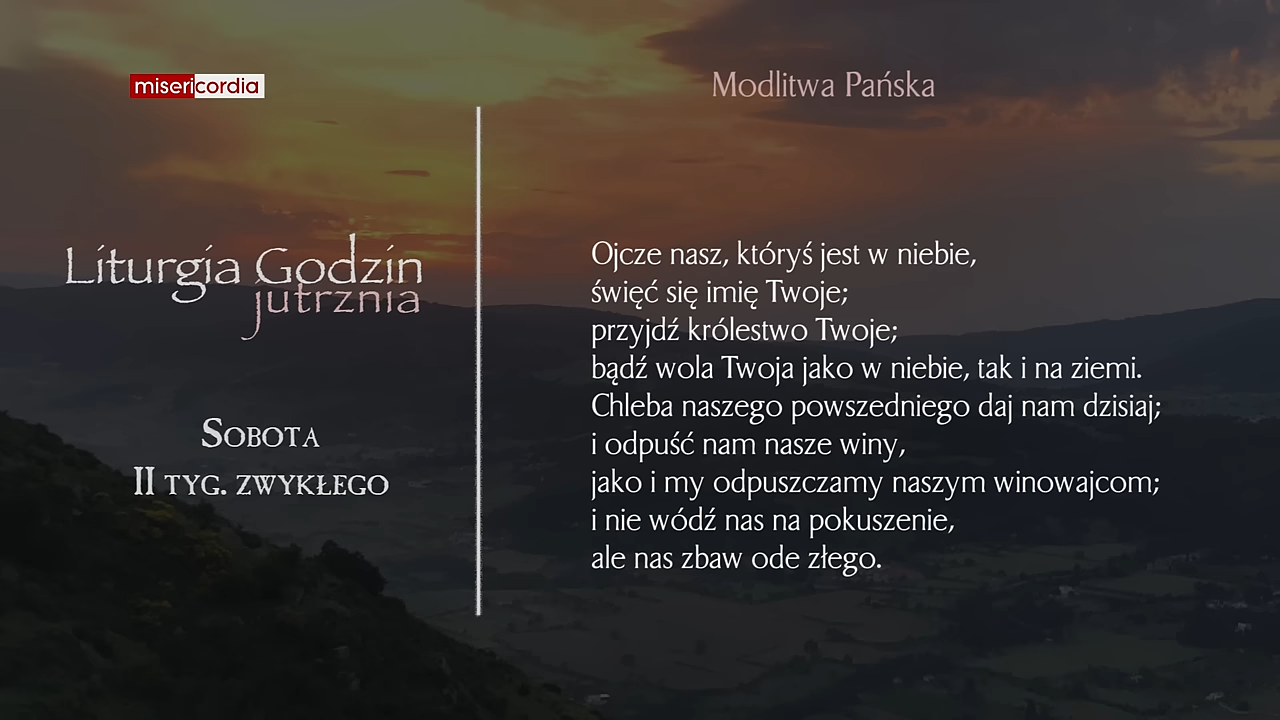 misericordia
Liturgia Godzin
jutrznia
Sobota
II tyg. zwykłego
Modlitwa Pańska
Ojcze nasz, któryś jest w niebie,
święć się imię Twoje;
przyjdź królestwo Twoje;
bądź wola Twoja jako w niebie, tak i na ziemi.
Chleba naszego powszedniego daj nam dzisiaj;
i odpuść nam nasze winy,
jako i my odpuszczamy naszym winowajcom;
i nie wódź nas na pokuszenie,
ale nas zbaw ode złego.